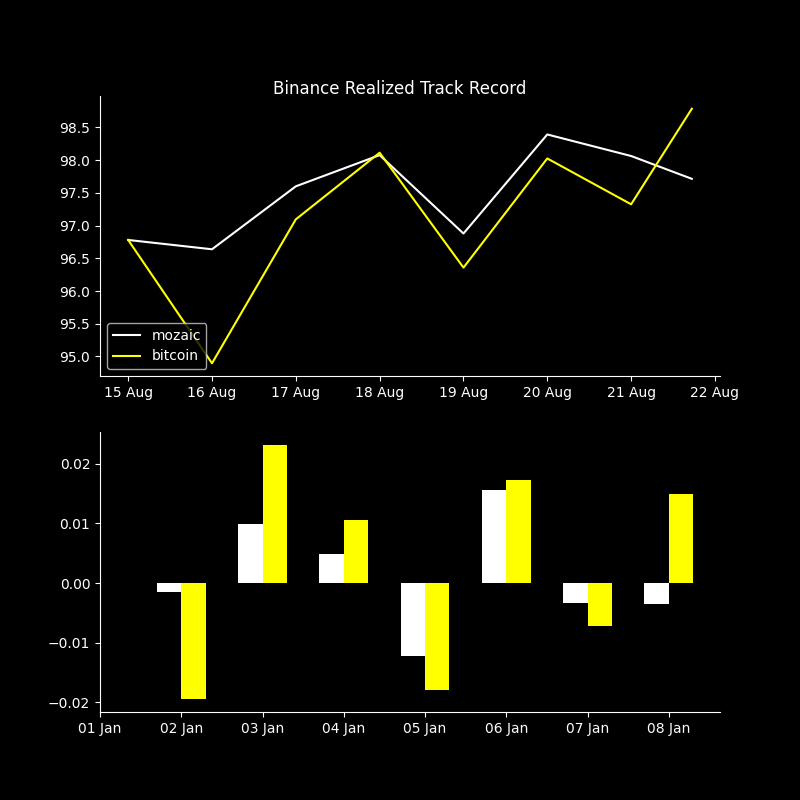 Binance Realized Track Record
98.5
98.0
97.5
97.0
96.5
96.0
95.5
95.0
mozaic
bitcoin
15 Aug 16 Aug 17 Aug 18 Aug 19 Aug 20 Aug 21 Aug 22 Aug
0.02
0.01
0.00
−0.01
−0.02
01 Jan 02 Jan 03 Jan 04 Jan 05 Jan 06 Jan 07 Jan 08 Jan